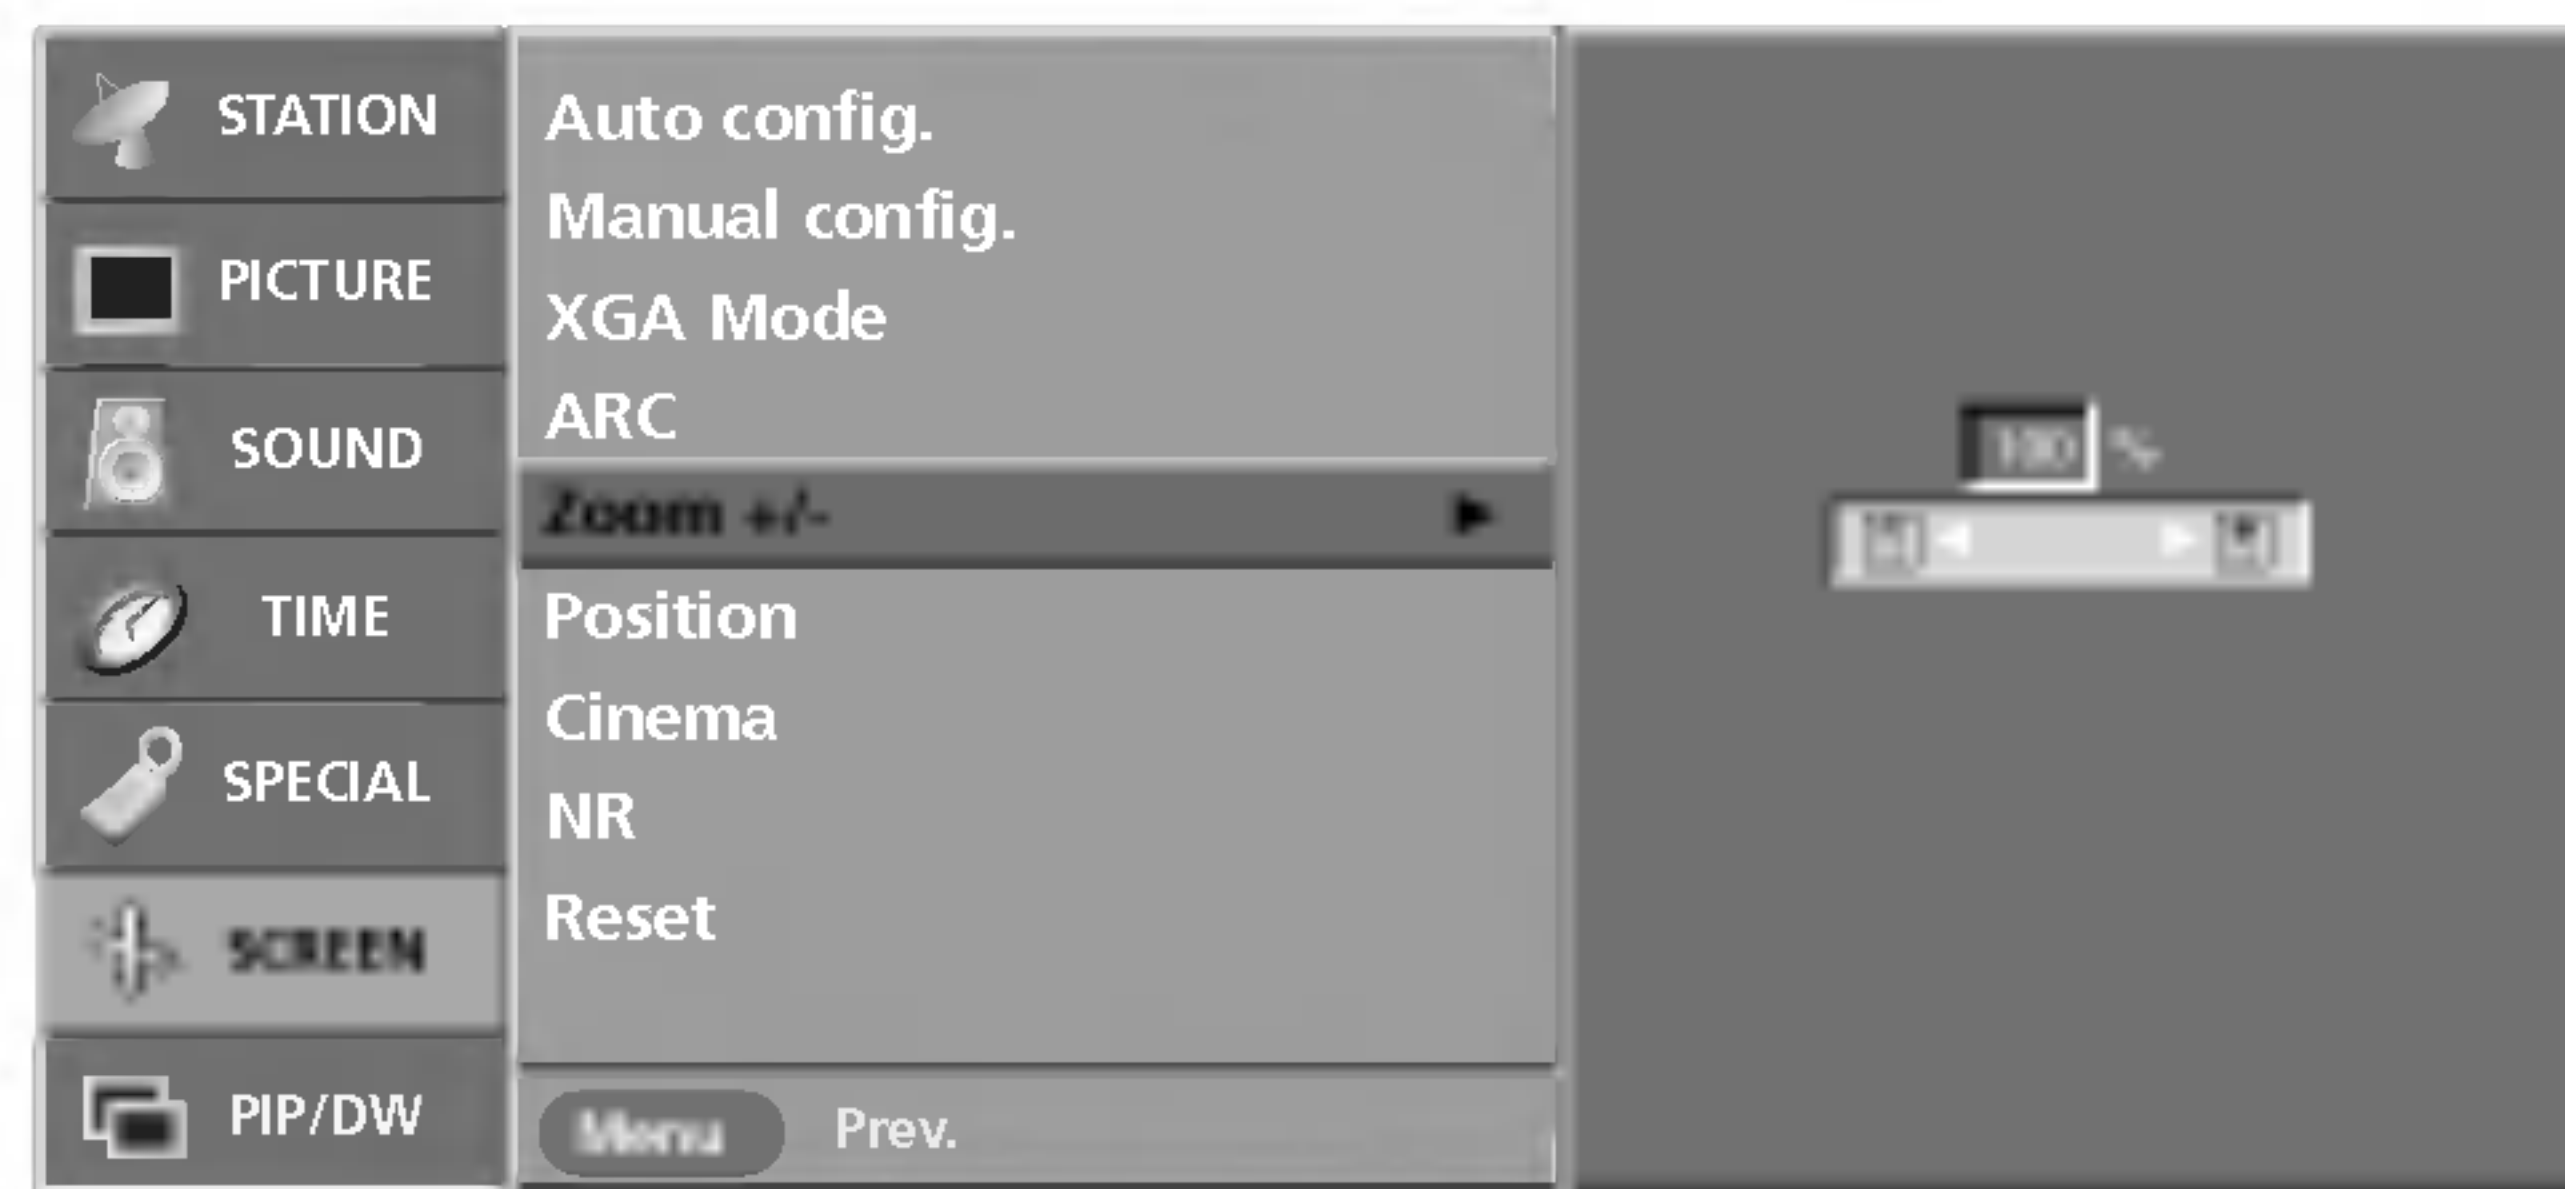 STATION
PICTURE
SOUND
TIME
SPECIAL
SCREEN
PIP/DW
Auto config.
Manual config.
XGA Mode
ARC
Zoom +/-
Position
Cinema
NR
Reset
Menu Prev.
100 %